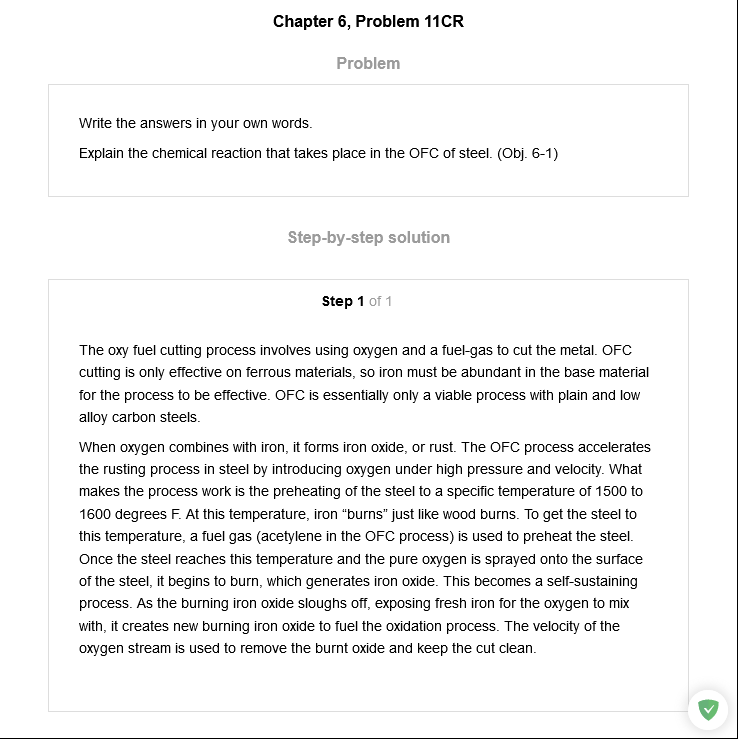 Chapter 6, Problem 11CR
Problem
Write the answers in your own words.
Explain the chemical reaction that takes place in the OFC of steel. (Obj. 6-1)
Step-by-step solution
Step 1 of 1
The oxy fuel cutting process involves using oxygen and a fuel-gas to cut the metal. OFC
cutting is only effective on ferrous materials, so iron must be abundant in the base material
for the process to be effective. OFC is essentially only a viable process with plain and low
alloy carbon steels.
When oxygen combines with iron, it forms iron oxide, or rust. The OFC process accelerates
the rusting process in steel by introducing oxygen under high pressure and velocity. What
makes the process work is the preheating of the steel to a specific temperature of 1500 to
1600 degrees F. At this temperature, iron “burns” just like wood burns. To get the steel to
this temperature, a fuel gas (acetylene in the OFC process) is used to preheat the steel.
Once the steel reaches this temperature and the pure oxygen is sprayed onto the surface
of the steel, it begins to burn, which generates iron oxide. This becomes a self-sustaining
process. As the burning iron oxide sloughs off, exposing fresh iron for the oxygen to mix
with, it creates new burning iron oxide to fuel the oxidation process. The velocity of the
oxygen stream is used to remove the burnt oxide and keep the cut clean.